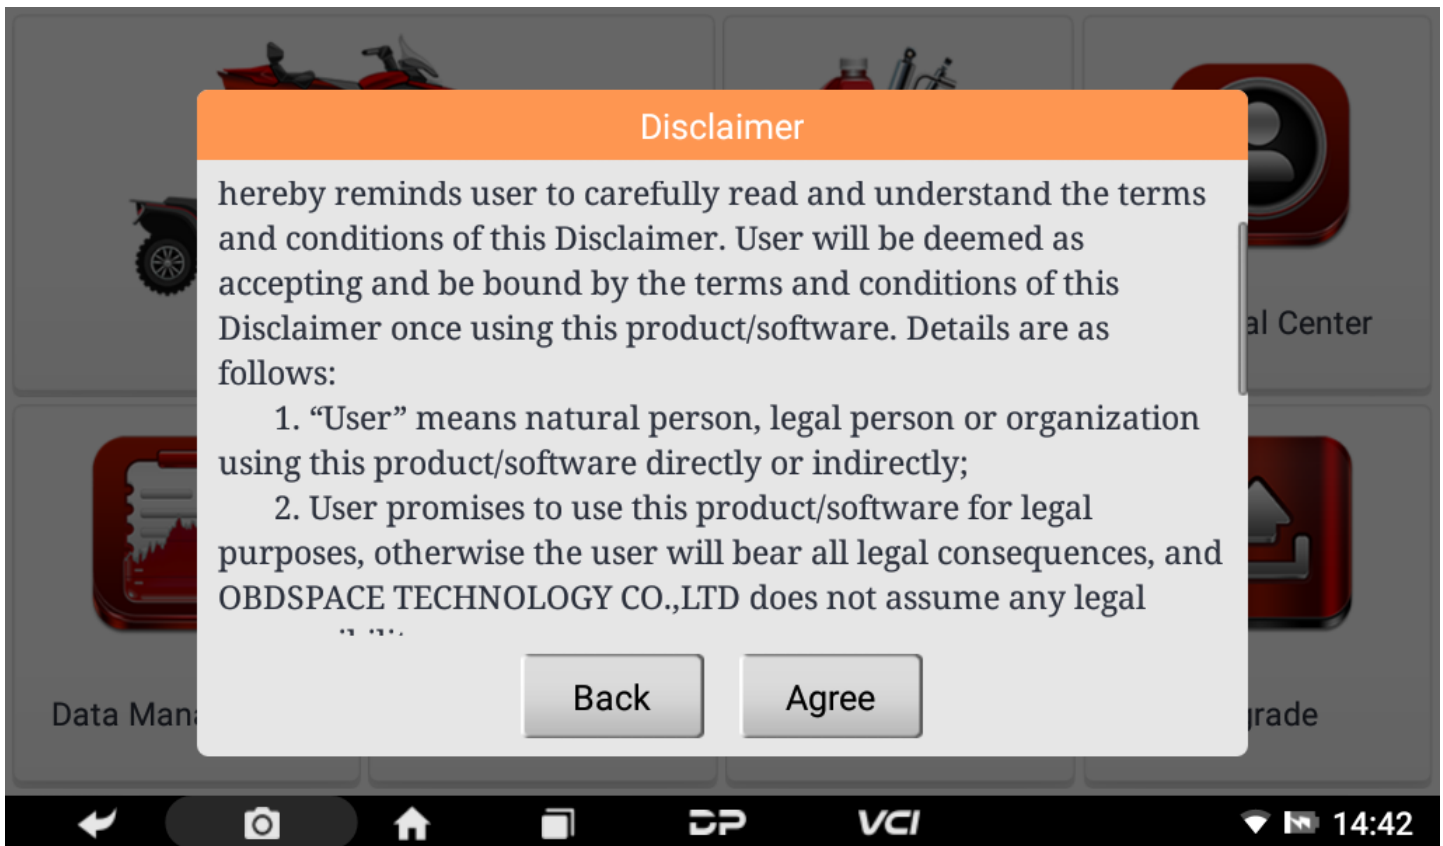 Disclaimer
hereby reminds user to carefully read and understand the terms
and conditions of this Disclaimer. User will be deemed as
accepting and be bound by the terms and conditions of this
Disclaimer once using this product/software. Details are as
follows:
1. “User” means natural person, legal person or organization
using this product/software directly or indirectly;
2. User promises to use this product/software for legal
purposes, otherwise the user will bear all legal consequences, and
OBDSPACE TECHNOLOGY CO.,LTD does not assume any legal
Back
Agree
Center
Data
DP
VCI
14:42